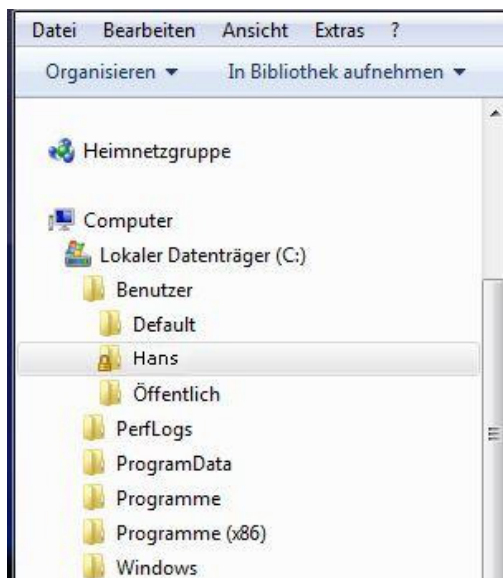 Datei Bearbeiten Ansicht Extras ?
Organisieren In Bibliothek aufnehmen
Heimnetzgruppe
Computer
Lokaler Datenträger (C:)
Benutzer
Default
Hans
Öffentlich
PerfLogs
ProgramData
Programme
Programme (x86)
Windows